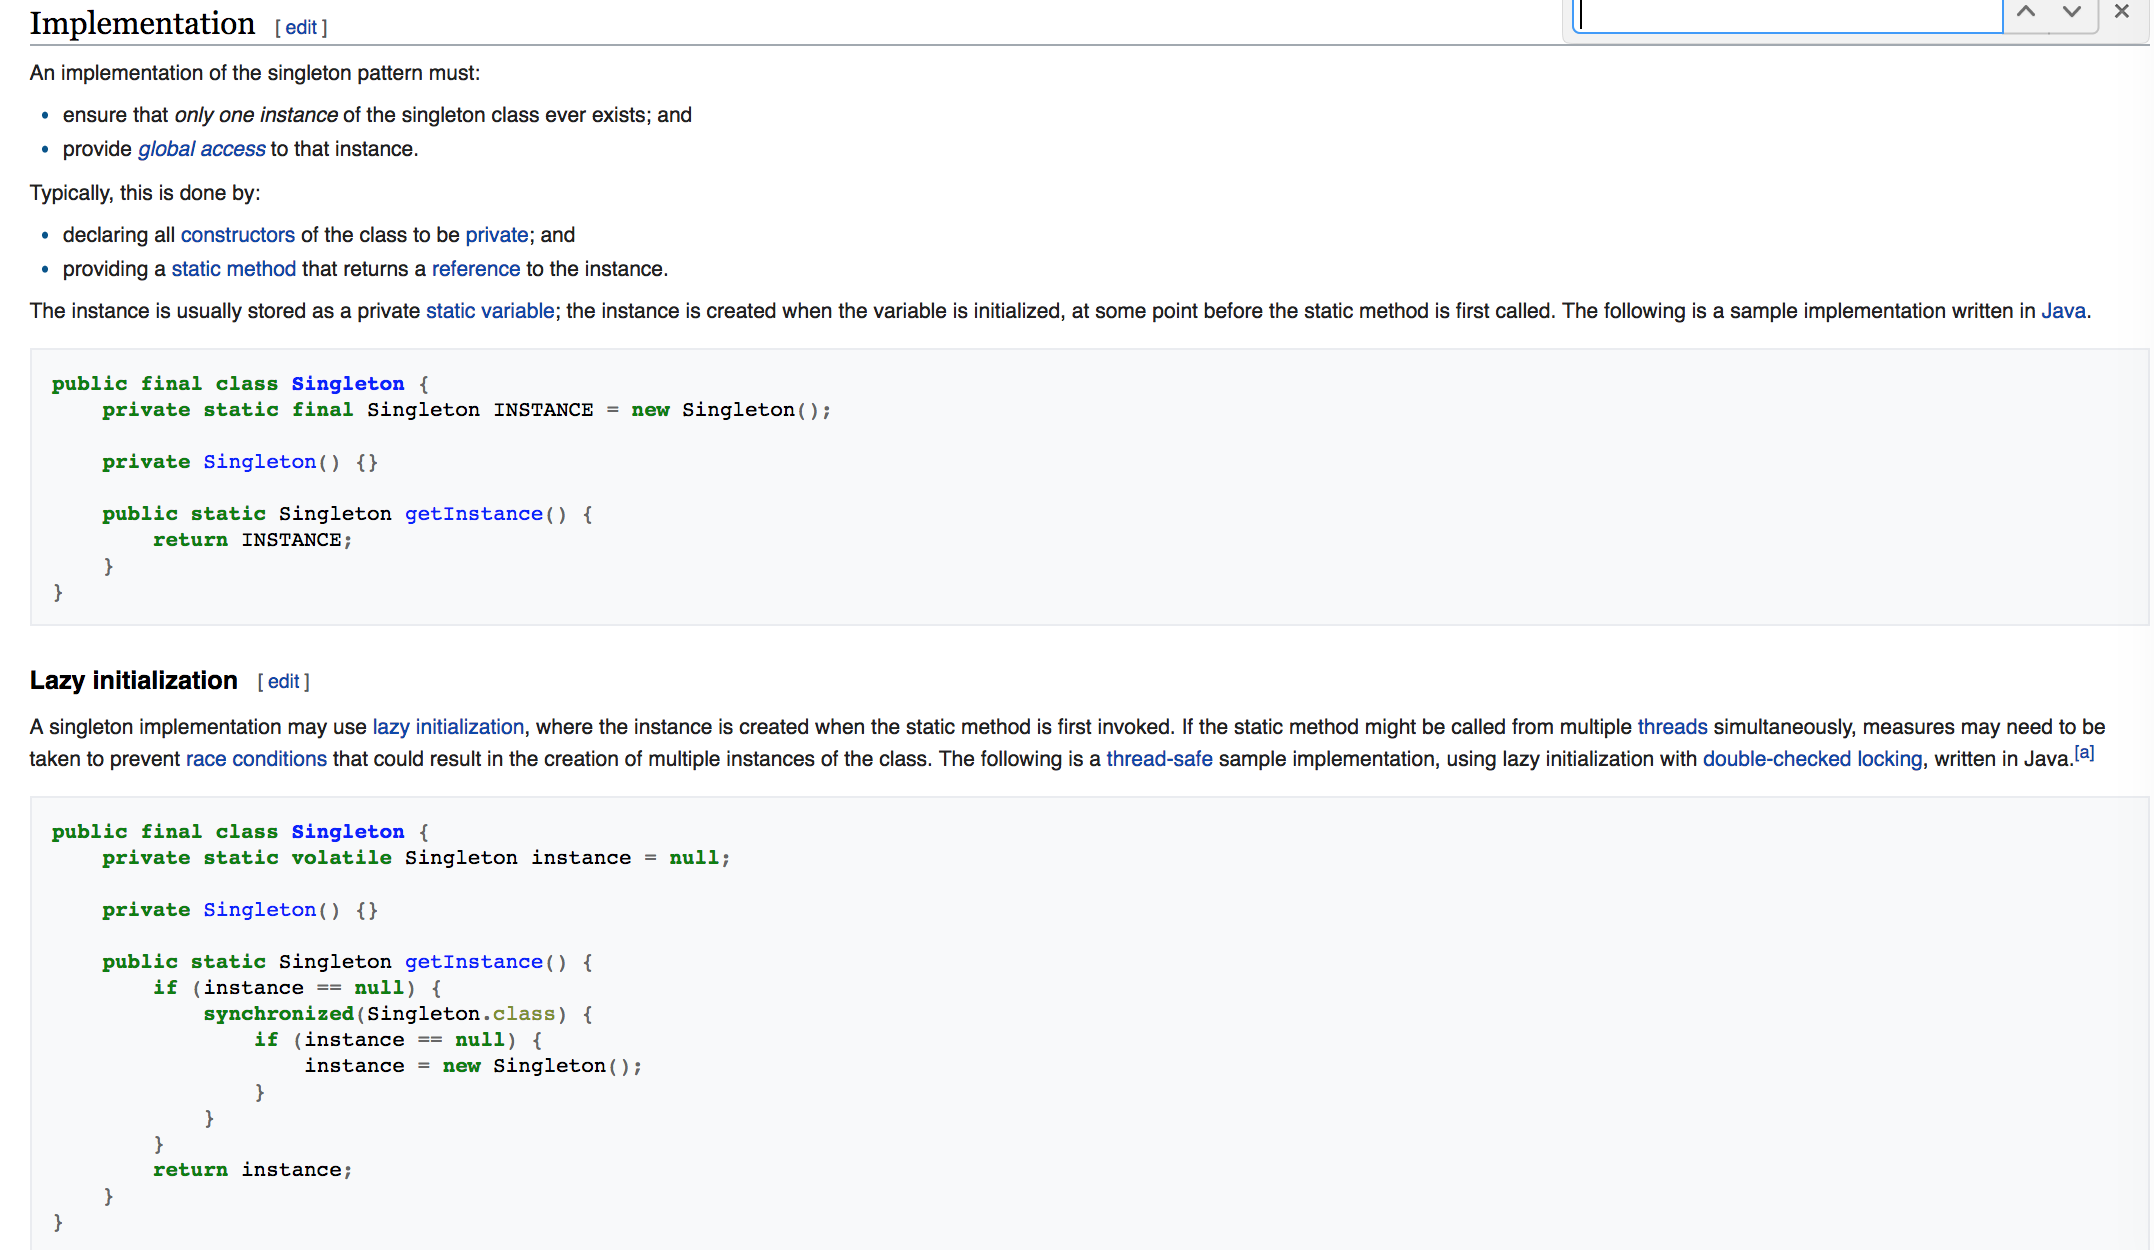 Implementation [ edit ]
An implementation of the singleton pattern must:
• ensure that only one instance of the singleton class ever exists; and
• provide global access to that instance.
Typically, this is done by:
• declaring all constructors of the class to be private; and
• providing a static method that returns a reference to the instance.
The instance is usually stored as a private static variable; the instance is created when the variable is initialized, at some point before the static method is first called. The following is a sample implementation written in Java.
public final class Singleton {
    private static final Singleton INSTANCE = new Singleton();

    private Singleton() {}

    public static Singleton getInstance() {
        return INSTANCE;
    }
}
Lazy initialization [ edit ]
A singleton implementation may use lazy initialization, where the instance is created when the static method is first invoked. If the static method might be called from multiple threads simultaneously, measures may need to be
taken to prevent race conditions that could result in the creation of multiple instances of the class. The following is a thread-safe sample implementation, using lazy initialization with double-checked locking, written in Java.[a]
public final class Singleton {
    private static volatile Singleton instance = null;

    private Singleton() {}

    public static Singleton getInstance() {
        if (instance == null) {
            synchronized(Singleton.class) {
                if (instance == null) {
                    instance = new Singleton();
                }
            }
        }
        return instance;
    }
}